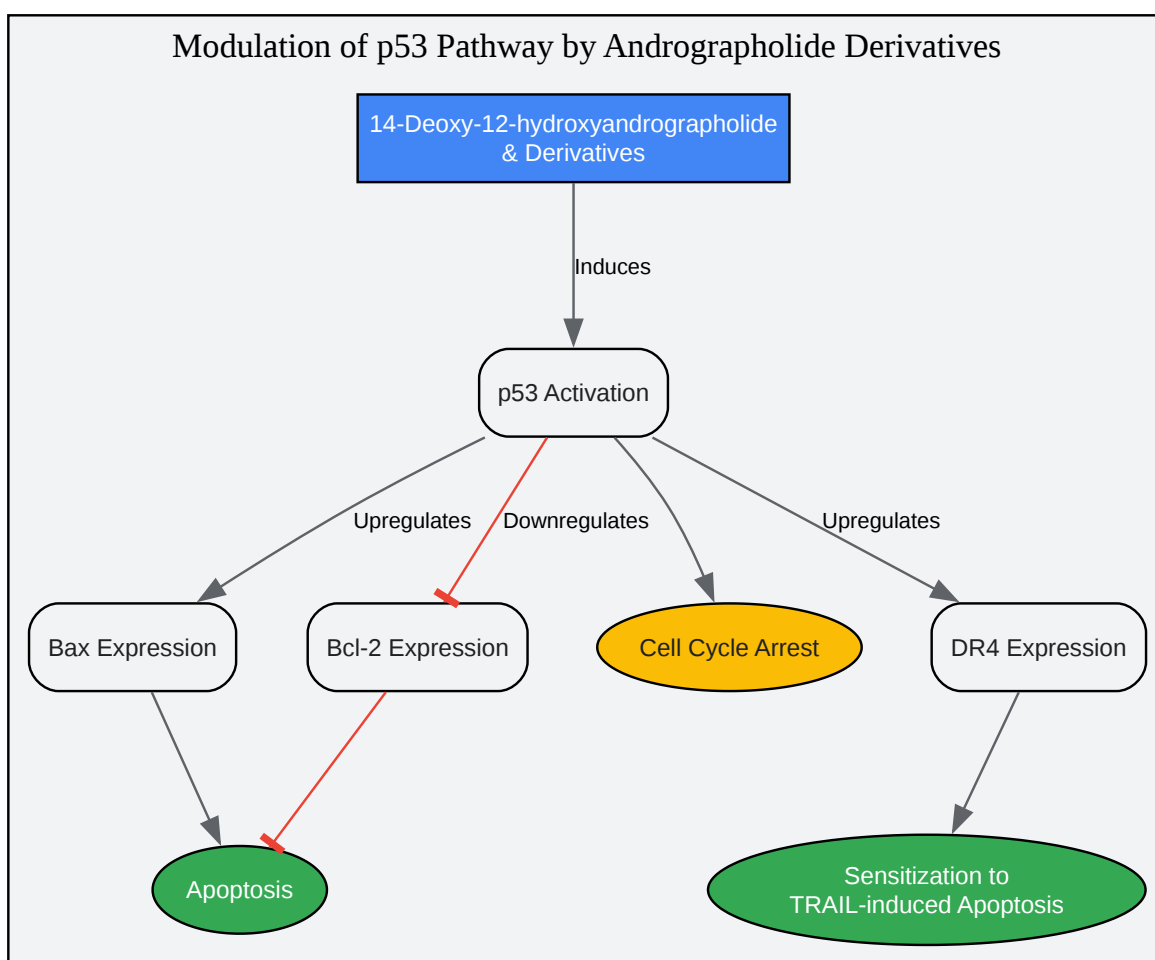 Modulation of p53 Pathway by Andrographolide Derivatives
14-Deoxy-12-hydroxyandrographolide
& Derivatives
Induces
p53 Activation
Upregulates
Downregulates
Upregulates
Bax Expression
Bcl-2 Expression
Cell Cycle Arrest
DR4 Expression
Apoptosis
Sensitization to
TRAIL-induced Apoptosis